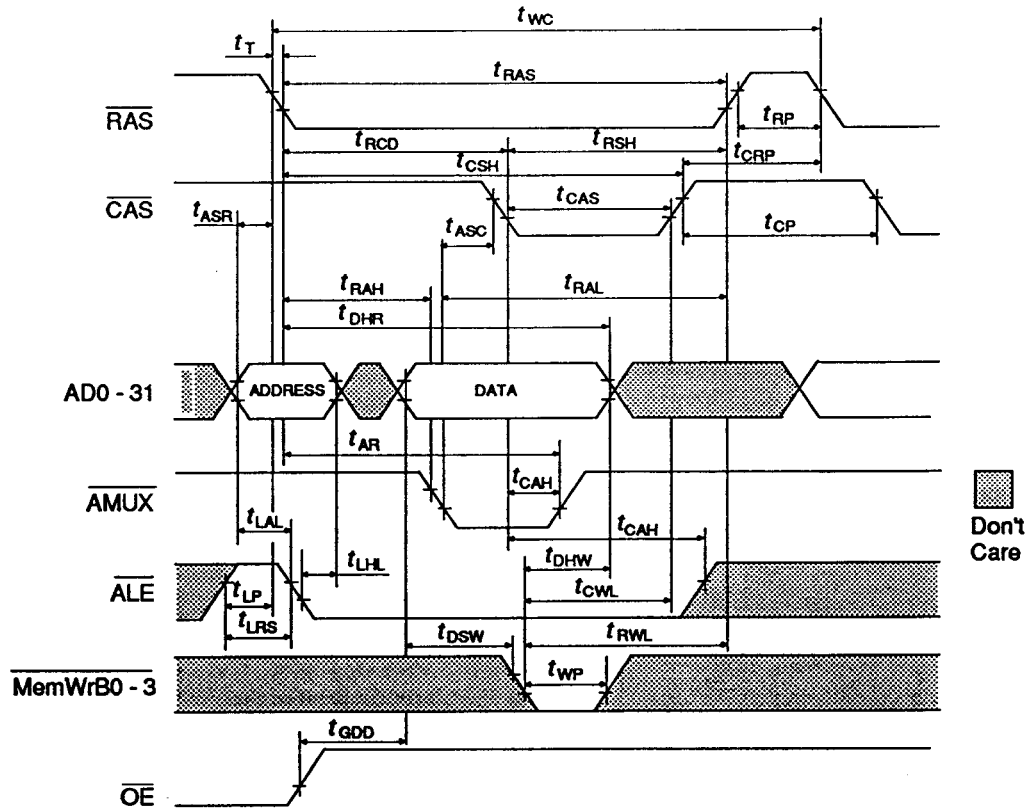 tWC
tT
tRAS
RAS
tRP
tRCD
tRSH
tCSH
tCRP
CAS
tCAS
tASR
tASC
tCP
tRAH
tRAL
tDHR
AD0 - 31
ADDRESS
DATA
tAR
AMUX
tCAH
tLAL
tCAH
Don't
Care
tDHW
tLHL
ALE
tCWL
tLP
tLRS
tDSW
tRWL
MemWrB0 - 3
tWP
tGDD
OE